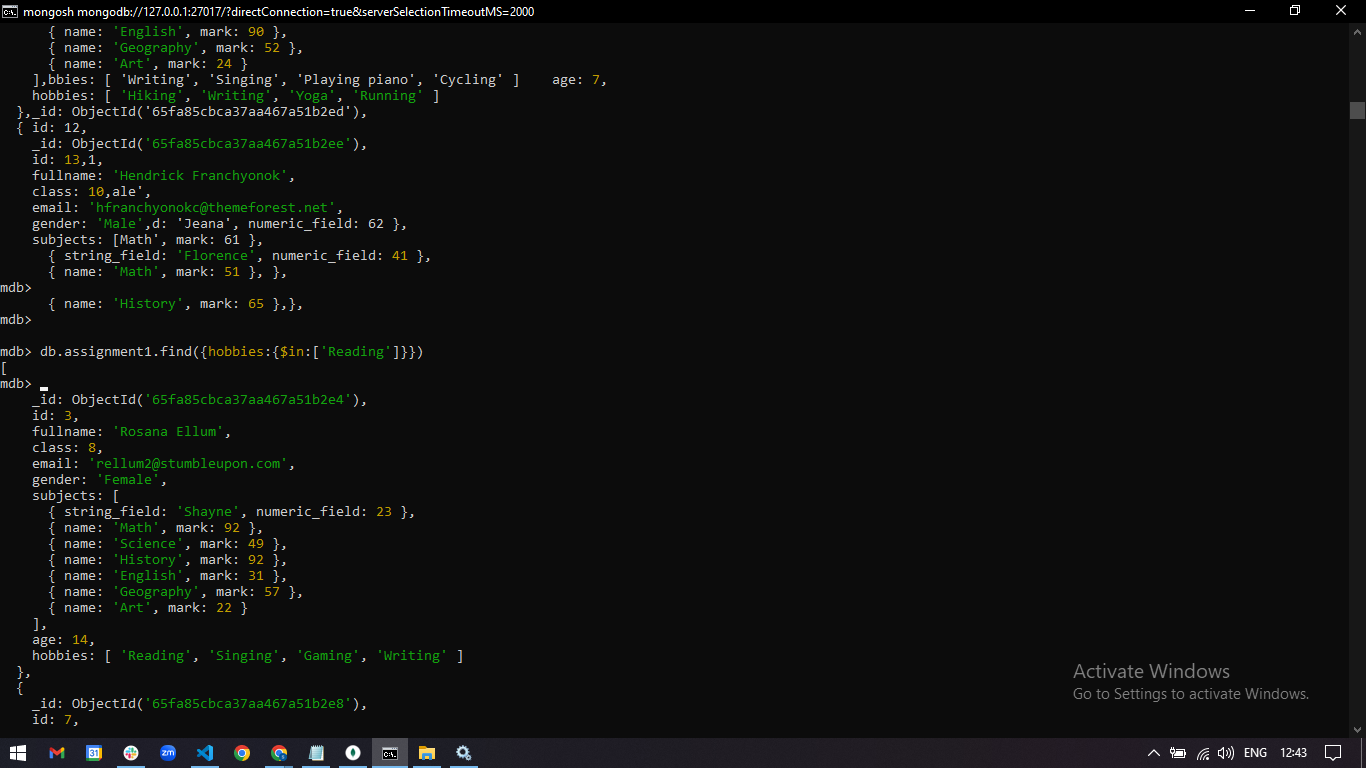 mongosh mongodb://127.0.0.1:27017/?directConnection=true&serverSelectionTimeoutMS=2000
{ name: 'English', mark: 90 },
{ name: 'Geography', mark: 52 },
{ name: 'Art', mark: 24 }
],bbies: [ 'Writing', 'Singing', 'Playing piano', 'Cycling' ]    age: 7,
hobbies: [ 'Hiking', 'Writing', 'Yoga', 'Running' ]
},_id: ObjectId('65fa85cbca37aa467a51b2ed'),
{ id: 12,
_id: ObjectId('65fa85cbca37aa467a51b2ee'),
id: 13,1,
fullname: 'Hendrick Franchyonok',
class: 10,ale',
email: 'hfranchyonokc@themeforest.net',
gender: 'Male',d: 'Jeana', numeric_field: 62 },
subjects: [Math', mark: 61 },
{ string_field: 'Florence', numeric_field: 41 },
{ name: 'Math', mark: 51 }, },
mdb>
{ name: 'History', mark: 65 },},
mdb>
mdb> db.assignment1.find({hobbies:{$in:['Reading']}})
[
mdb>
_id: ObjectId('65fa85cbca37aa467a51b2e4'),
id: 3,
fullname: 'Rosana Ellum',
class: 8,
email: 'rellum2@stumbleupon.com',
gender: 'Female',
subjects: [
{ string_field: 'Shayne', numeric_field: 23 },
{ name: 'Math', mark: 92 },
{ name: 'Science', mark: 49 },
{ name: 'History', mark: 92 },
{ name: 'English', mark: 31 },
{ name: 'Geography', mark: 57 },
{ name: 'Art', mark: 22 }
],
age: 14,
hobbies: [ 'Reading', 'Singing', 'Gaming', 'Writing' ]
},
{
_id: ObjectId('65fa85cbca37aa467a51b2e8'),
id: 7,
Activate Windows
Go to Settings to activate Windows.
31
zm
ENG
12:43